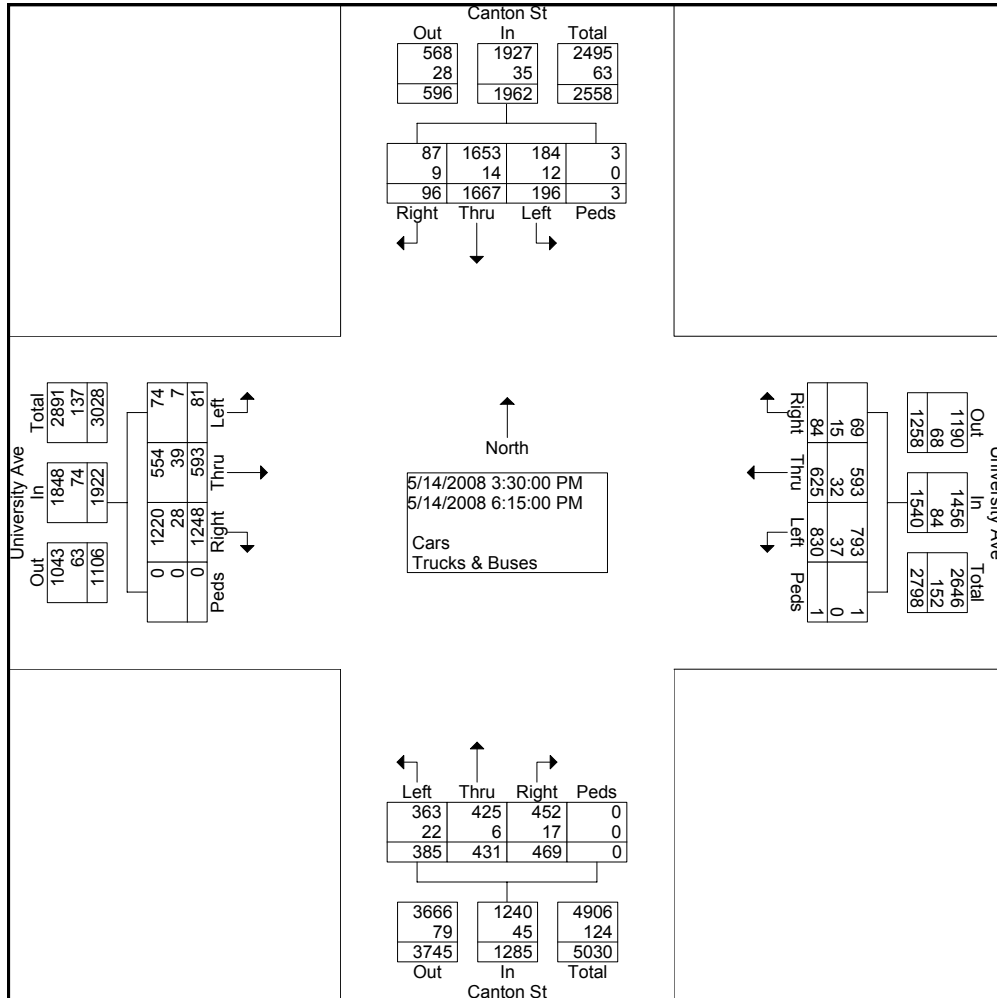 Canton St
Out In Total
568 1927 2495
28 35 63
596 1962 2558
87 1653 184 3
9 14 12 0
96 1667 196 3
Right Thru Left Peds
University Ave
Total In Out
2891 1848 1043
137 74 63
3028 1922 1106
74 554 1220 0
7 39 28 0
81 593 1248 0
Left Thru Right Peds
North
5/14/2008 3:30:00 PM
5/14/2008 6:15:00 PM
Cars
Trucks & Buses
Right Thru Left Peds
84 625 830 1
15 32 37 0
69 593 793 1
1258 1540 2798
68 84 152
1190 1456 2646
Out In Total
University Ave
Left Thru Right Peds
363 425 452 0
22 6 17 0
385 431 469 0
3666 1240 4906
79 45 124
3745 1285 5030
Out In Total
Canton St